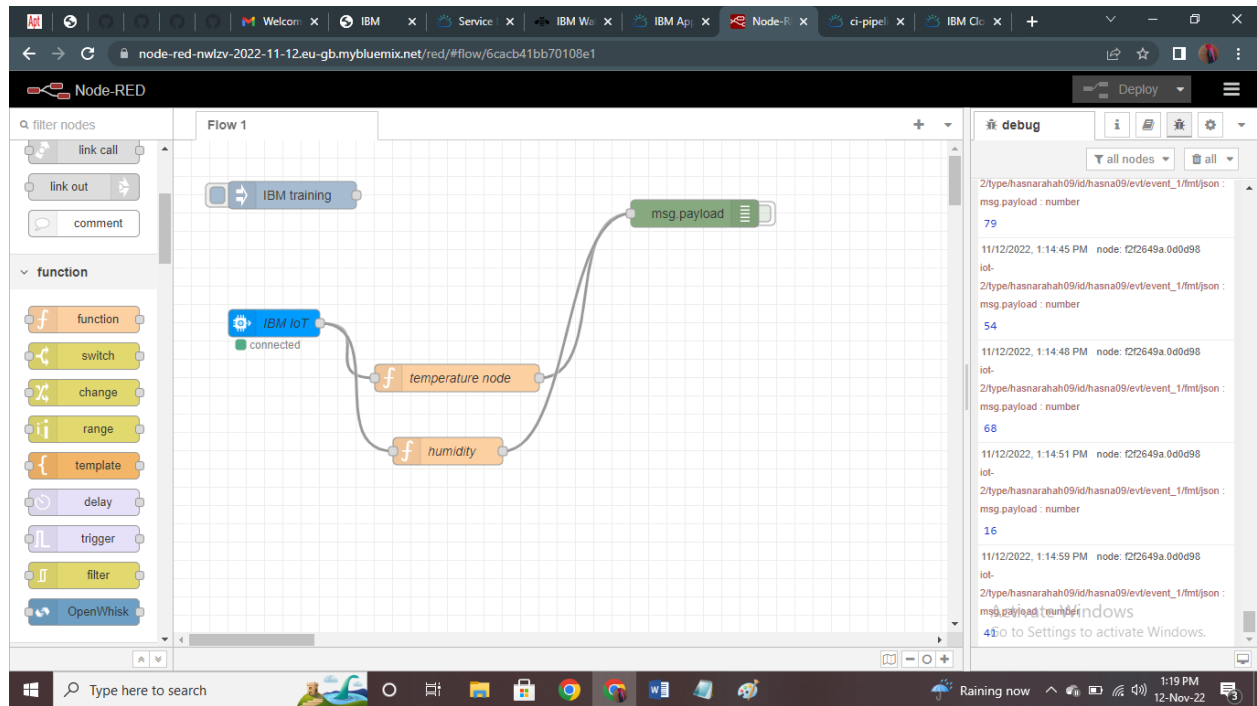 Apt
M Welcom
IBM
Service
IBM Wa
IBM Ap
Node-R
ci-pipeli
IBM Clo
node-red-nwlzv-2022-11-12.eu-gb.mybluemix.net/red/#flow/6cacb41bb70108e1
Node-RED
Deploy
filter nodes
Flow 1
debug
i
all nodes
all
link call
link out
comment
function
function
switch
change
range
template
delay
trigger
filter
OpenWhisk
IBM training
msg.payload
IBM IoT
connected
temperature node
humidity
2/type/hasnarahah09/id/hasna09/evt/event_1/fmt/json :
msg.payload : number
79
11/12/2022, 1:14:45 PM node: f2f2649a.0d0d98
iot-
2/type/hasnarahah09/id/hasna09/evt/event_1/fmt/json :
msg.payload : number
54
11/12/2022, 1:14:48 PM node: f2f2649a.0d0d98
iot-
2/type/hasnarahah09/id/hasna09/evt/event_1/fmt/json :
msg.payload : number
68
11/12/2022, 1:14:51 PM node: f2f2649a.0d0d98
iot-
2/type/hasnarahah09/id/hasna09/evt/event_1/fmt/json :
msg.payload : number
16
11/12/2022, 1:14:59 PM node: f2f2649a.0d0d98
iot-
2/type/hasnarahah09/id/hasna09/evt/event_1/fmt/json :
msg.payload : number
41
Activate Windows
Go to Settings to activate Windows.
Type here to search
Raining now
1:19 PM
12-Nov-22
3